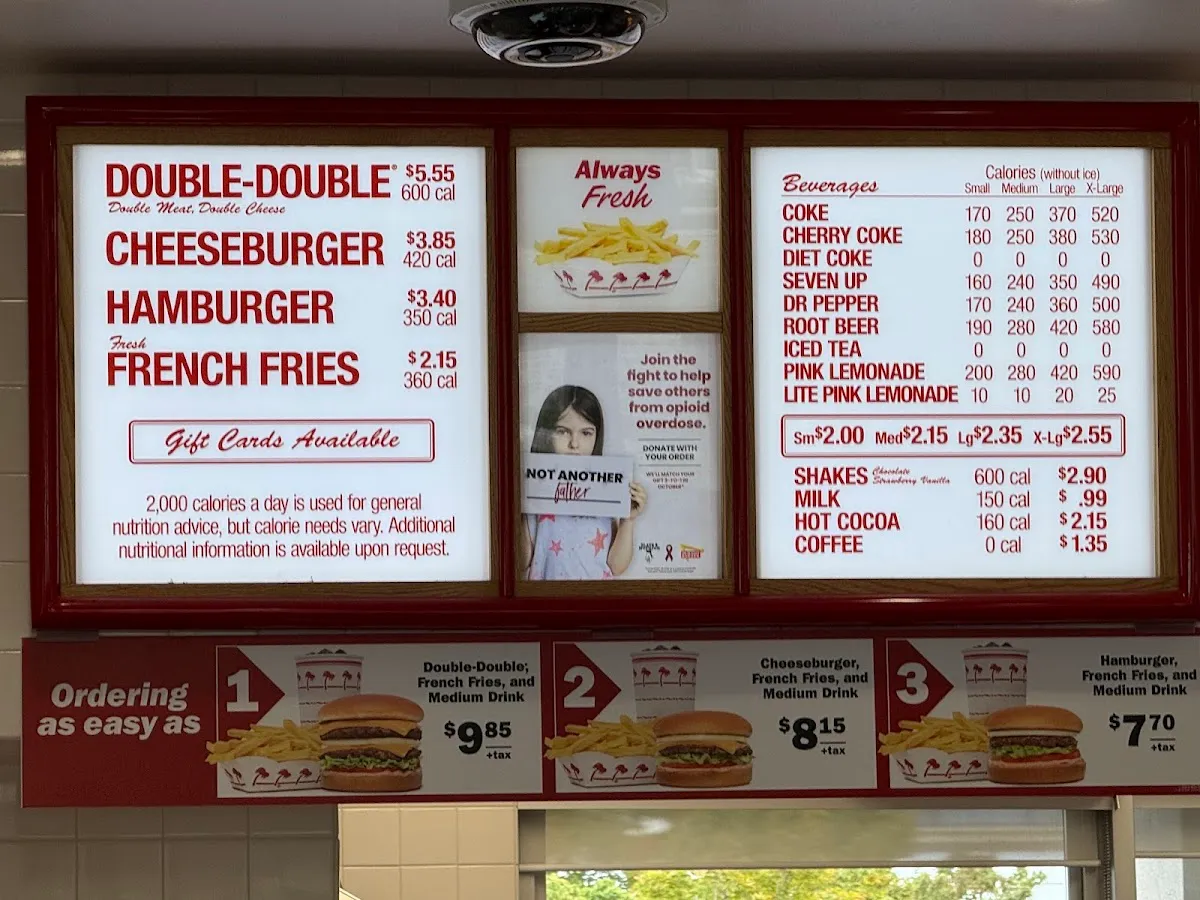 DOUBLE-DOUBLE® $5.55
Double Meat, Double Cheese 600 cal
CHEESEBURGER $3.85
420 cal
HAMBURGER $3.40
350 cal
Fresh
FRENCH FRIES $2.15
360 cal
Gift Cards Available
2,000 calories a day is used for general
nutrition advice, but calorie needs vary. Additional
nutritional information is available upon request.
Always
Fresh
Join the
fight to help
save others
from opioid
overdose.
DONATE WITH
YOUR ORDER
WE'LL MATCH YOUR
OCTOBER*
NOT ANOTHER
father
Beverages
Calories (without ice)
Small Medium Large X-Large
COKE 170 250 370 520
CHERRY COKE 180 250 380 530
DIET COKE 0 0 0 0
SEVEN UP 160 240 350 490
DR PEPPER 170 240 360 500
ROOT BEER 190 280 420 580
ICED TEA 0 0 0 0
PINK LEMONADE 200 280 420 590
LITE PINK LEMONADE 10 10 20 25
Sm$2.00 Med$2.15 Lg$2.35 X-Lg$2.55
SHAKES Chocolate Strawberry Vanilla 600 cal $2.90
MILK 150 cal $ .99
HOT COCOA 160 cal $2.15
COFFEE 0 cal $1.35
Ordering
as easy as
1
Double-Double,
French Fries, and
Medium Drink
$9.85
+tax
2
Cheeseburger,
French Fries, and
Medium Drink
$8.15
+tax
3
Hamburger,
French Fries, and
Medium Drink
$7.70
+tax